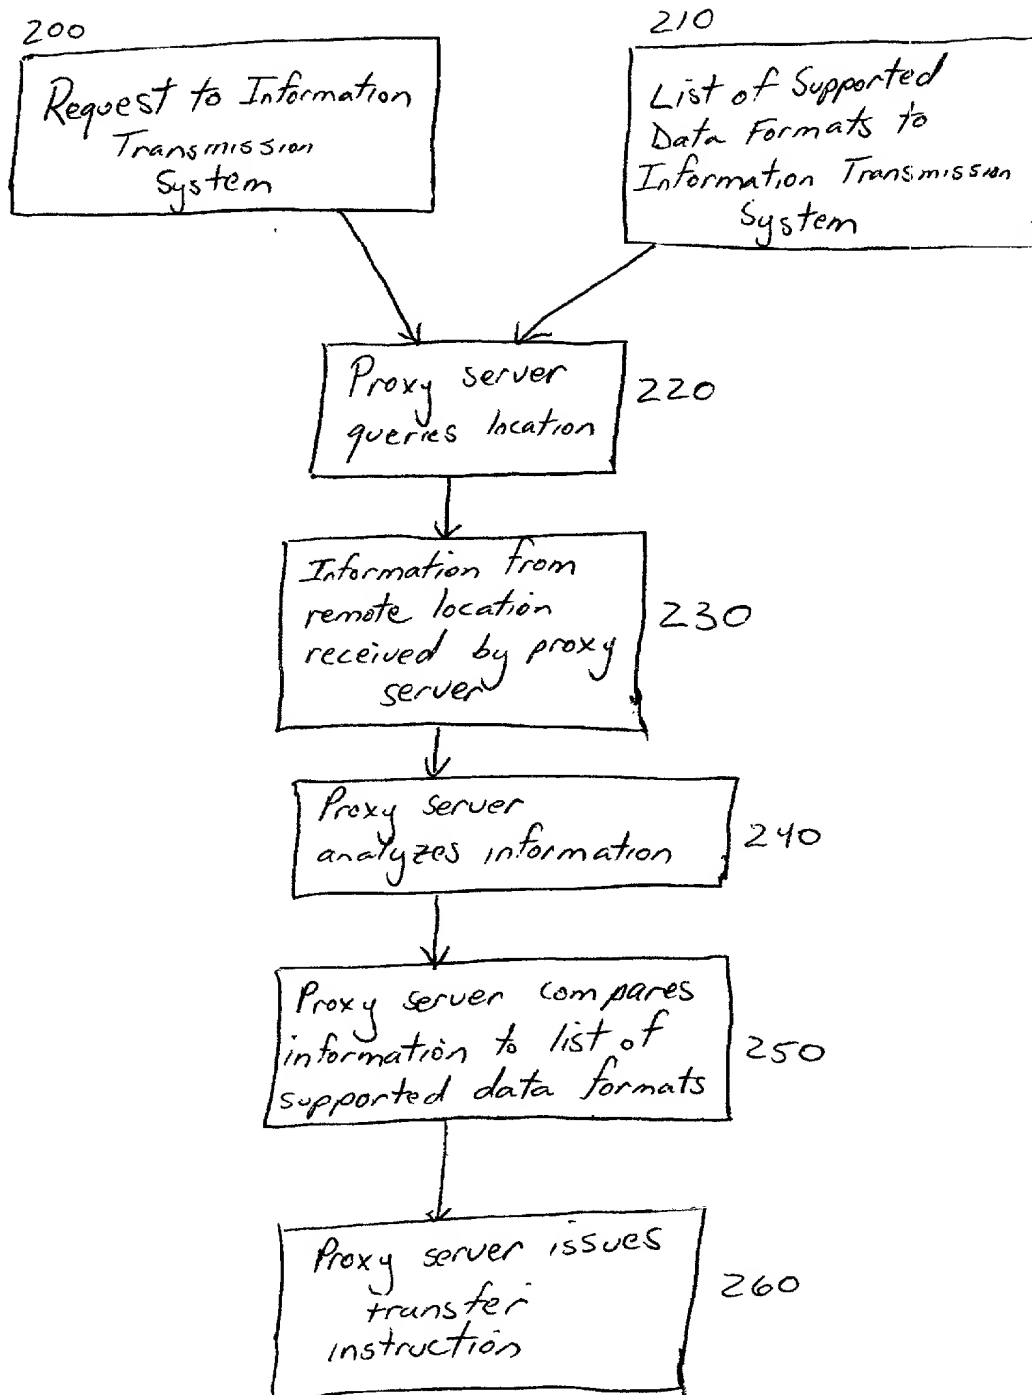 200
Request to Information
Transmission
System
210
List of Supported
Data Formats to
Information Transmission
System
Proxy server
queries location
220
Information from
remote location
received by proxy
server
230
Proxy server
analyzes information
240
Proxy server compares
information to list of
supported data formats
250
Proxy server issues
transfer
instruction
260